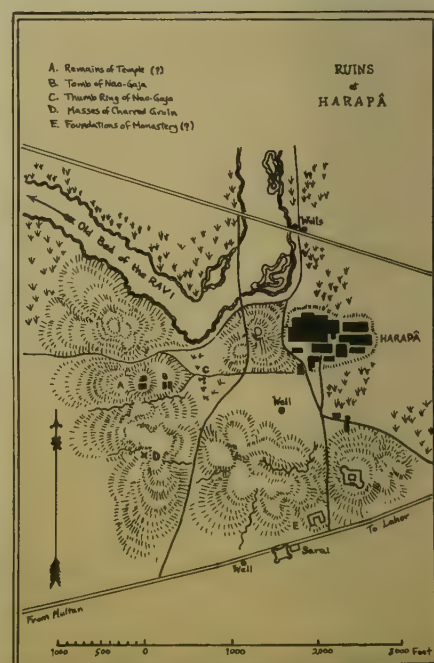 A. Remains of Temple (?)
B. Tomb of Nao-Gaja
C. Thumb Ring of Nao-Gaja
D. Masses of Charred Grain
E. Foundations of Monastery (?)
RUINS
of
HARAPÂ
Wells
Old Bed of the RAVI
D
HARAPÂ
C
A
B
Well
D
E
Sarai
To Lahor
Well
From Multan
1000 500 0 1000 2,000 3000 Feet